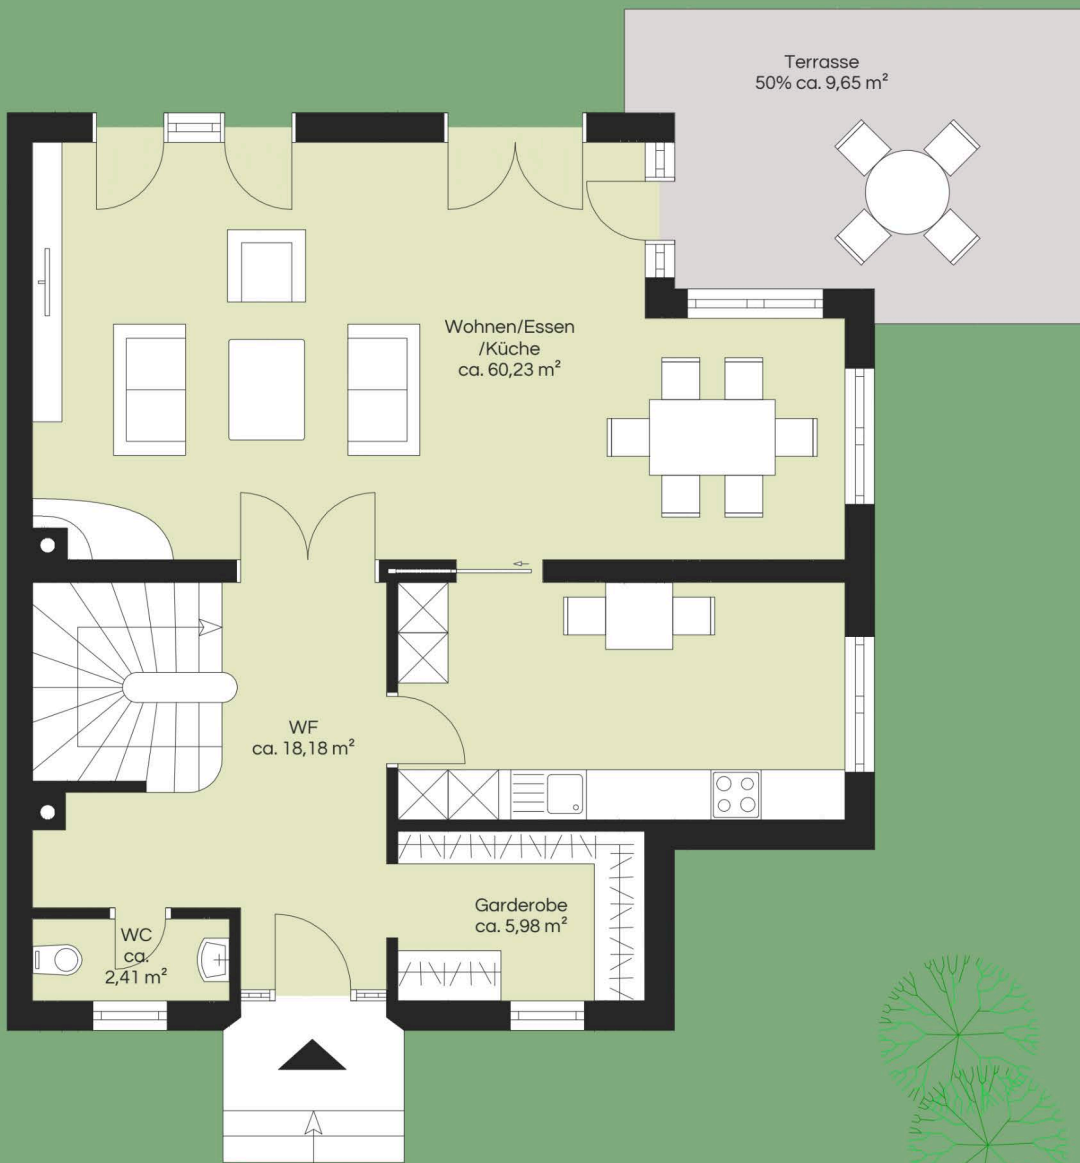 Terrasse
50% ca. 9,65 m²
Wohnen/Essen
/Küche
ca. 60,23 m²
WF
ca. 18,18 m²
Garderobe
ca. 5,98 m²
WC
ca.
2,41 m²